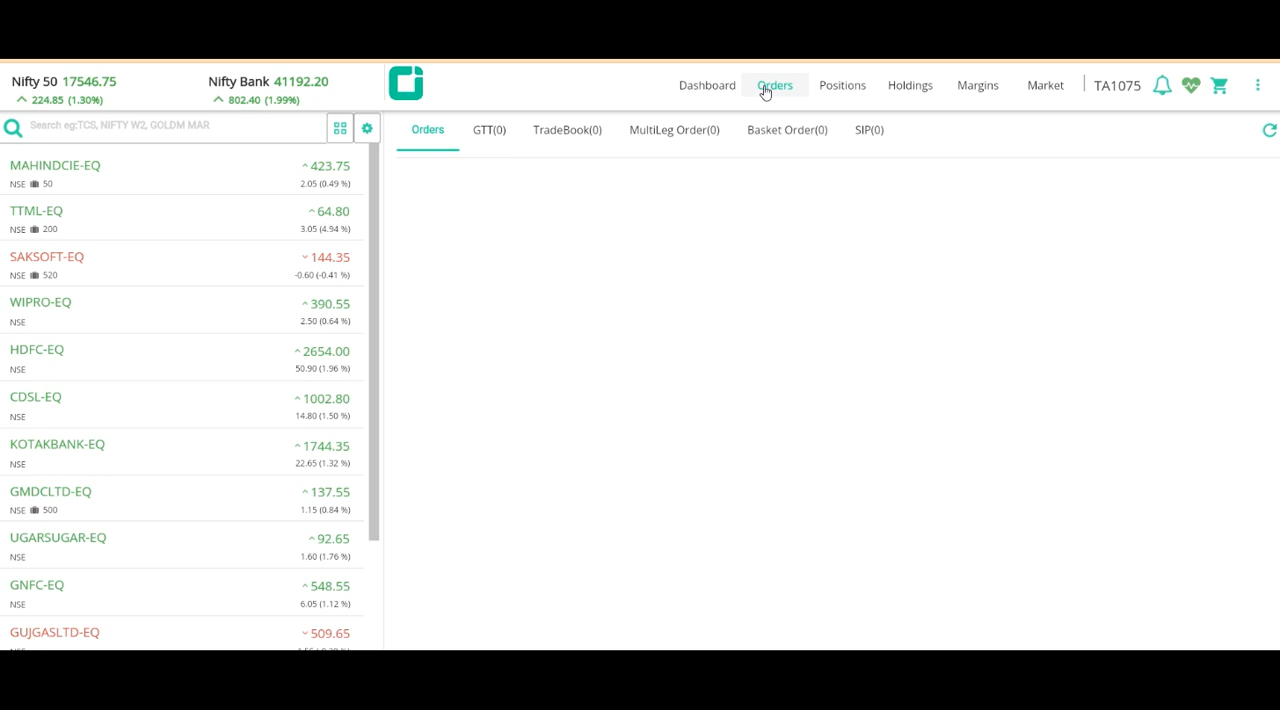 Nifty 50 17546.75
224.85 (1.30%)
Nifty Bank 41192.20
802.40 (1.99%)
Dashboard Orders Positions Holdings Margins Market TA1075
Search eg:TCS, NIFTY W2, GOLDM MAR
Orders GTT(0) TradeBook(0) MultiLeg Order(0) Basket Order(0) SIP(0)
MAHINDCIE-EQ 423.75
NSE 50 2.05 (0.49 %)
TTML-EQ 64.80
NSE 200 3.05 (4.94 %)
SAKSOFT-EQ 144.35
NSE 520 -0.60 (-0.41 %)
WIPRO-EQ 390.55
NSE 2.50 (0.64 %)
HDFC-EQ 2654.00
NSE 50.90 (1.96 %)
CDSL-EQ 1002.80
NSE 14.80 (1.50 %)
KOTAKBANK-EQ 1744.35
NSE 22.65 (1.32 %)
GMDCLTD-EQ 137.55
NSE 500 1.15 (0.84 %)
UGARSUGAR-EQ 92.65
NSE 1.60 (1.76 %)
GNFC-EQ 548.55
NSE 6.05 (1.12 %)
GUJGASLTD-EQ 509.65